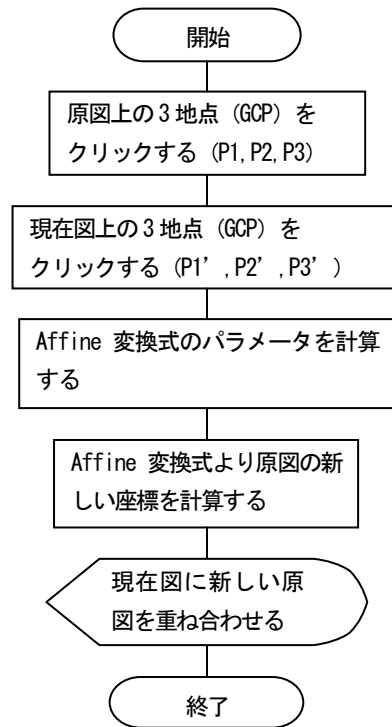 開始
原図上の3地点(GCP)を
クリックする(P1,P2,P3)
現在図上の3地点(GCP)を
クリックする(P1’,P2’,P3’)
Affine 変換式のパラメータを計算
する
Affine 変換式より原図の新
しい座標を計算する
現在図に新しい原
図を重ね合わせる
終了